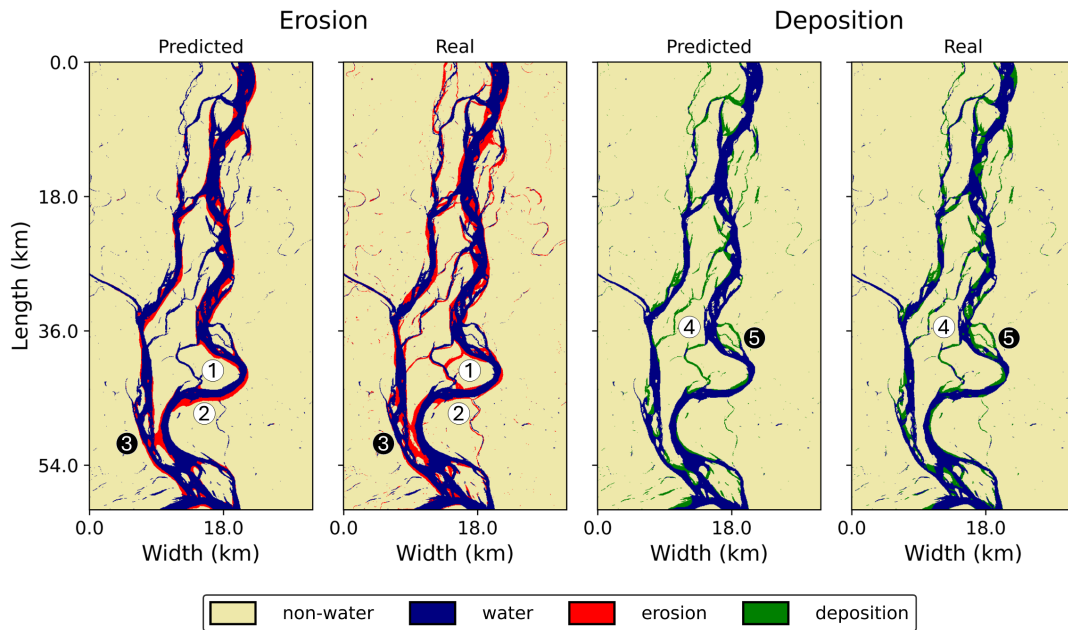 Erosion Deposition
Predicted Real Predicted Real
0.0
18.0
36.0
54.0
Length (km)
1 1 4 4 5 5
2 2
3 3
0.0 18.0 0.0 18.0 0.0 18.0 0.0 18.0
Width (km) Width (km) Width (km) Width (km)
non-water water erosion deposition